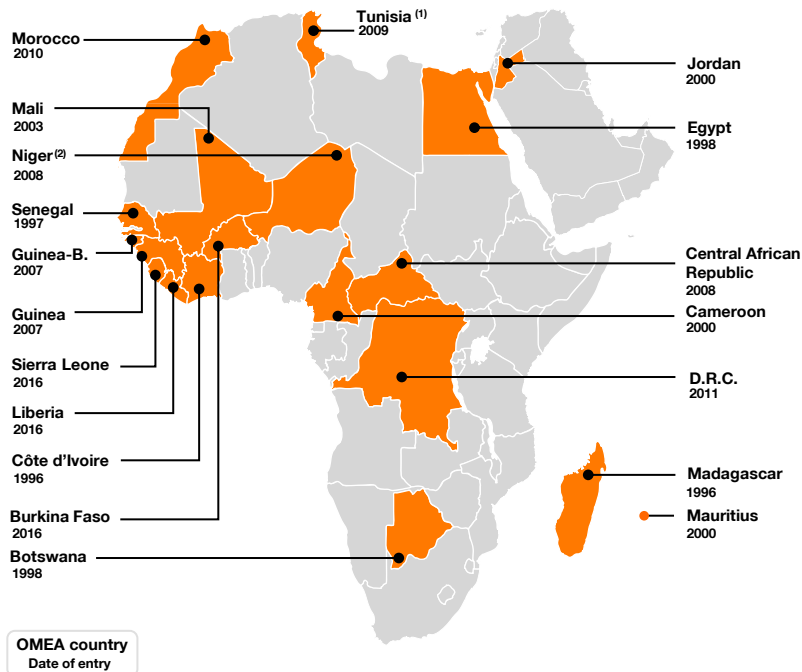 Tunisia (1)
2009
Morocco
2010
Mali
2003
Niger(2)
2008
Senegal
1997
Guinea-B.
2007
Guinea
2007
Sierra Leone
2016
Liberia
2016
Côte d'Ivoire
1996
Burkina Faso
2016
Botswana
1998
Jordan
2000
Egypt
1998
Central African
Republic
2008
Cameroon
2000
D.R.C.
2011
Madagascar
1996
Mauritius
2000
OMEA country
Date of entry